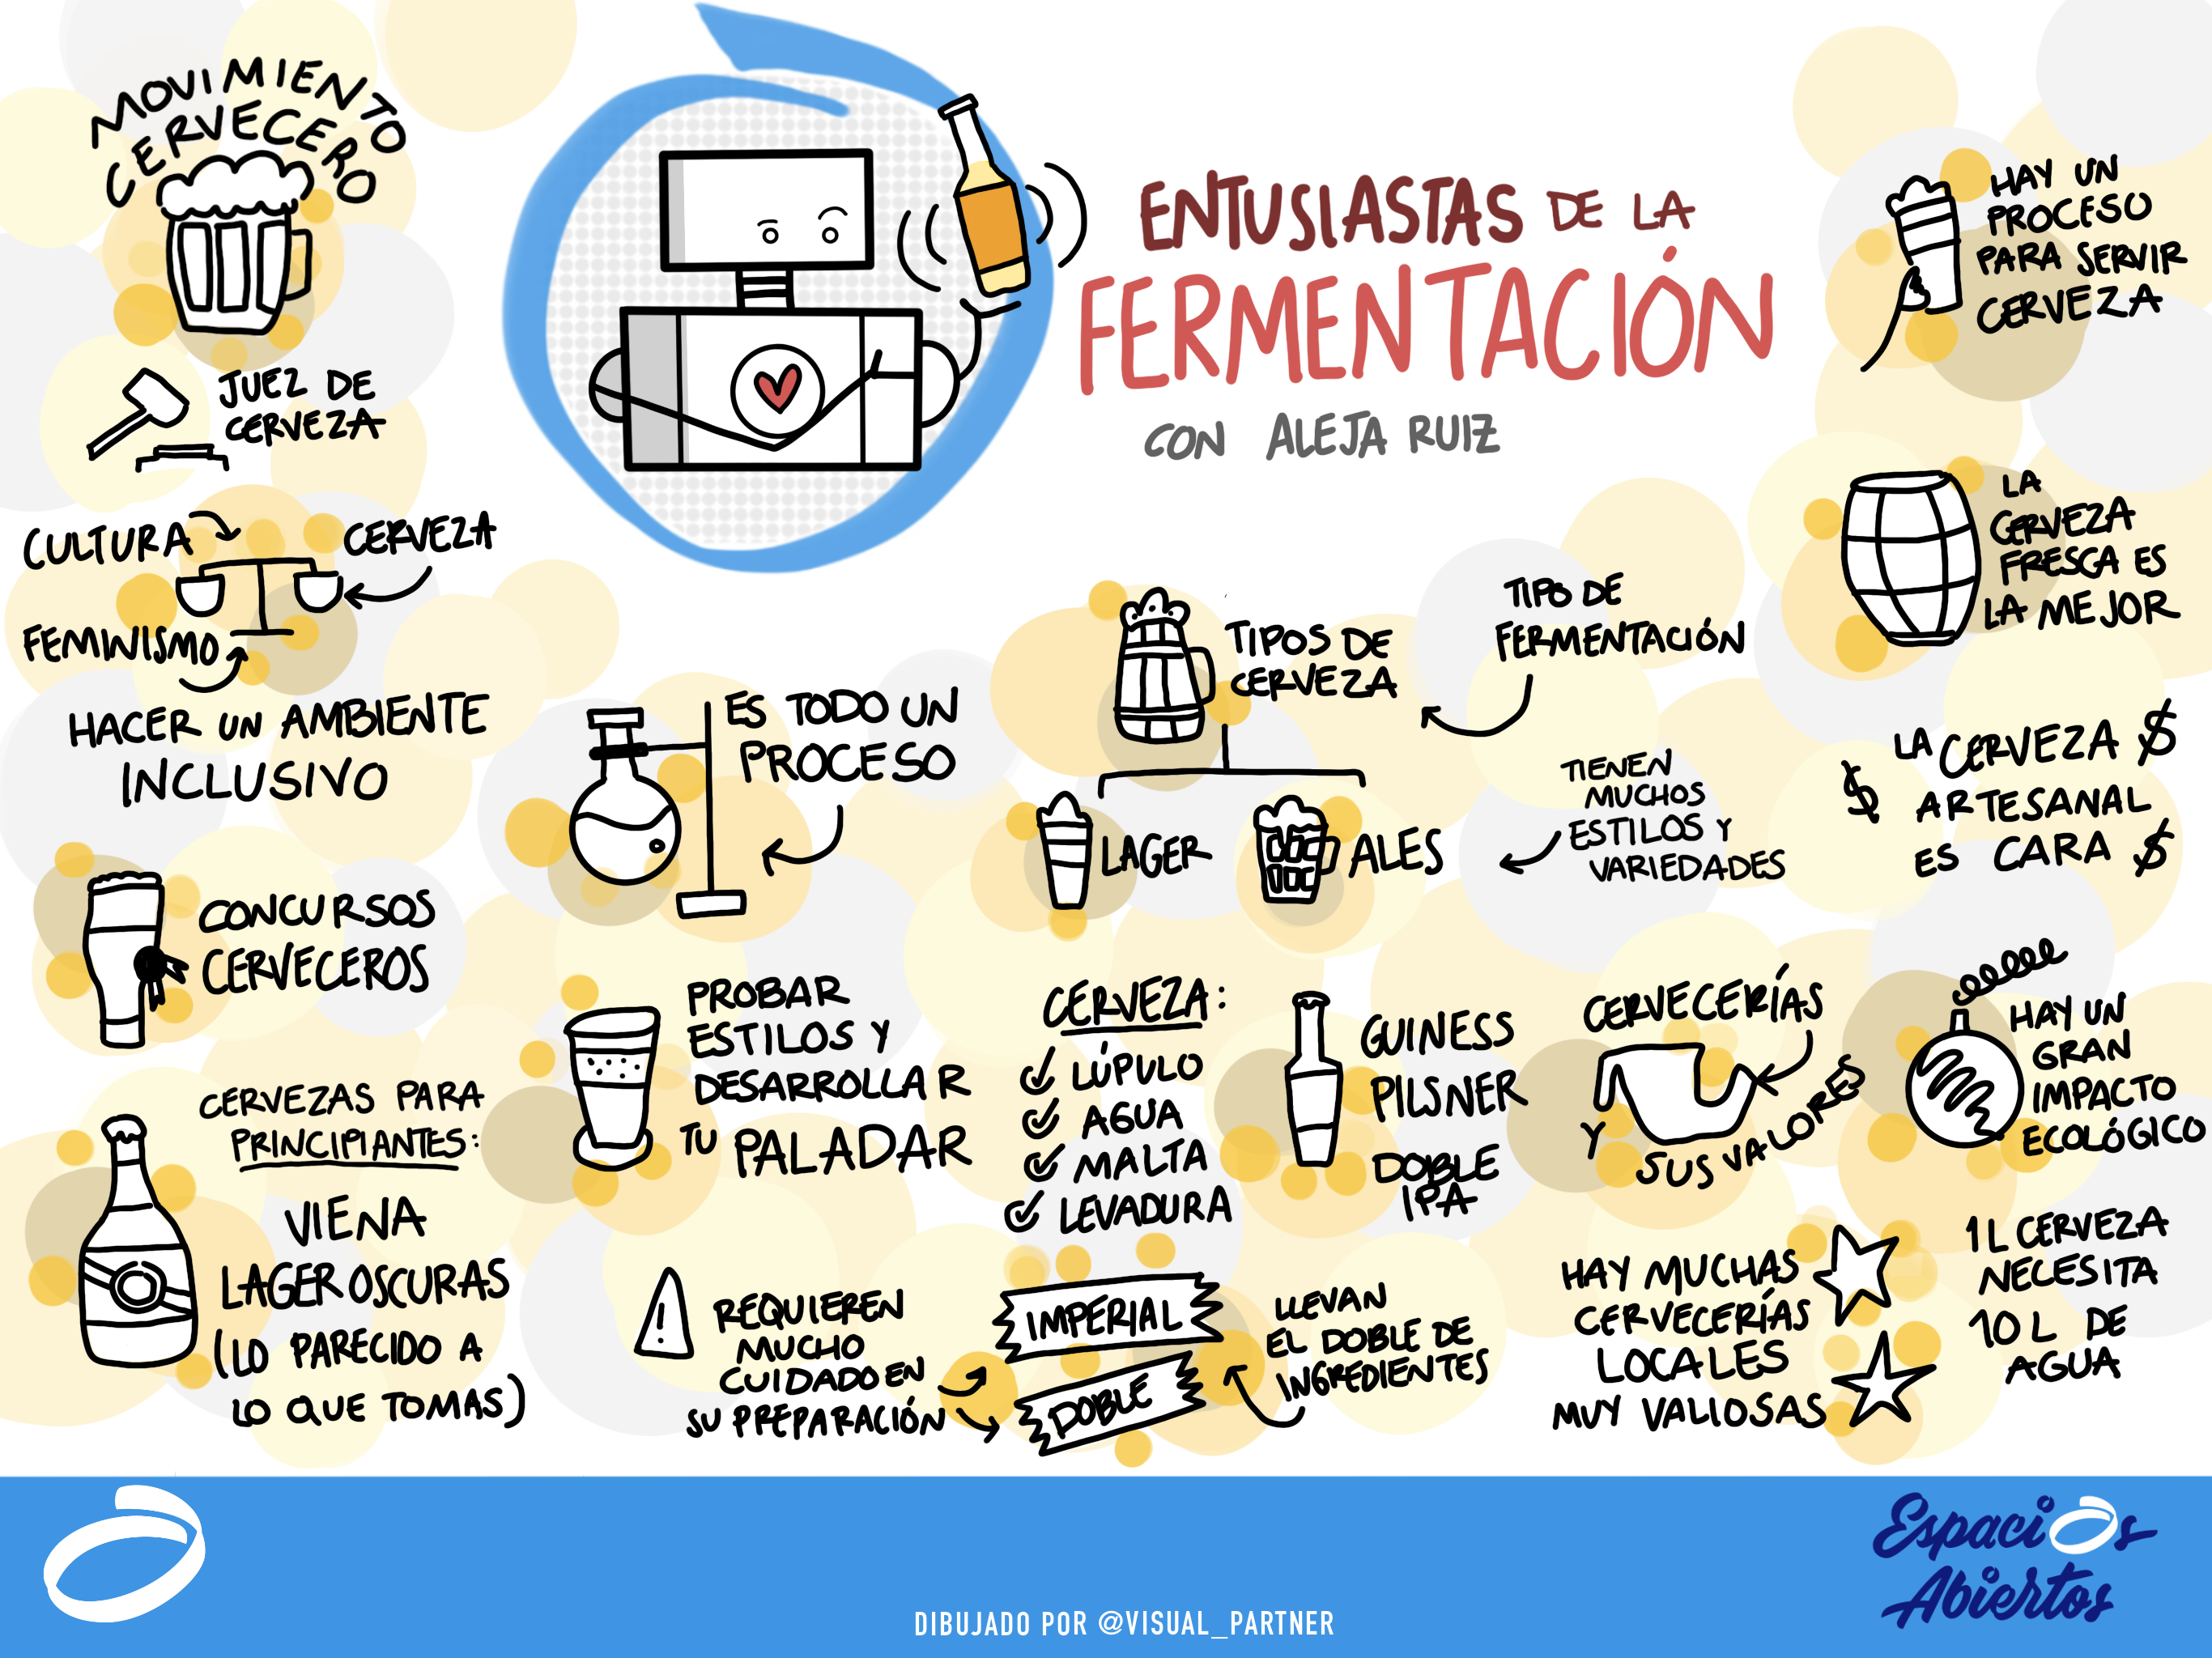 MOVIMIENTO
CERVECERO
JUEZ DE
CERVEZA
CULTURA
CERVEZA
FEMINISMO
HACER UN AMBIENTE
INCLUSIVO
CONCURSOS
CERVECEROS
CERVEZAS PARA
PRINCIPIANTES:
VIENA
LAGER OSCURAS
(LO PARECIDO A
LO QUE TOMAS)
ENTUSIASTAS DE LA
FERMENTACIÓN
CON ALEJA RUIZ
ES TODO UN
PROCESO
PROBAR
ESTILOS Y
DESARROLLAR
TU PALADAR
!
REQUIEREN
MUCHO
CUIDADO EN
SU PREPARACIÓN
TIPOS DE
CERVEZA
TIPO DE
FERMENTACIÓN
LAGER
ALES
TIENEN
MUCHOS
ESTILOS Y
VARIEDADES
CERVEZA:
LÚPULO
AGUA
MALTA
LEVADURA
GUINESS
PILSNER
DOBLE
IPA
IMPERIAL
DOBLE
LLEVAN
EL DOBLE DE
INGREDIENTES
CERVECERÍAS
Y SUS VALORES
HAY MUCHAS
CERVECERÍAS
LOCALES
MUY VALIOSAS
HAY UN
PROCESO
PARA SERVIR
CERVEZA
LA
CERVEZA
FRESCA ES
LA MEJOR
LA CERVEZA $
$ ARTESANAL
ES CARA $
HAY UN
GRAN
IMPACTO
ECOLÓGICO
1 L CERVEZA
NECESITA
10 L DE
AGUA
DIBUJADO POR @VISUAL_PARTNER
Espacios
Abiertos